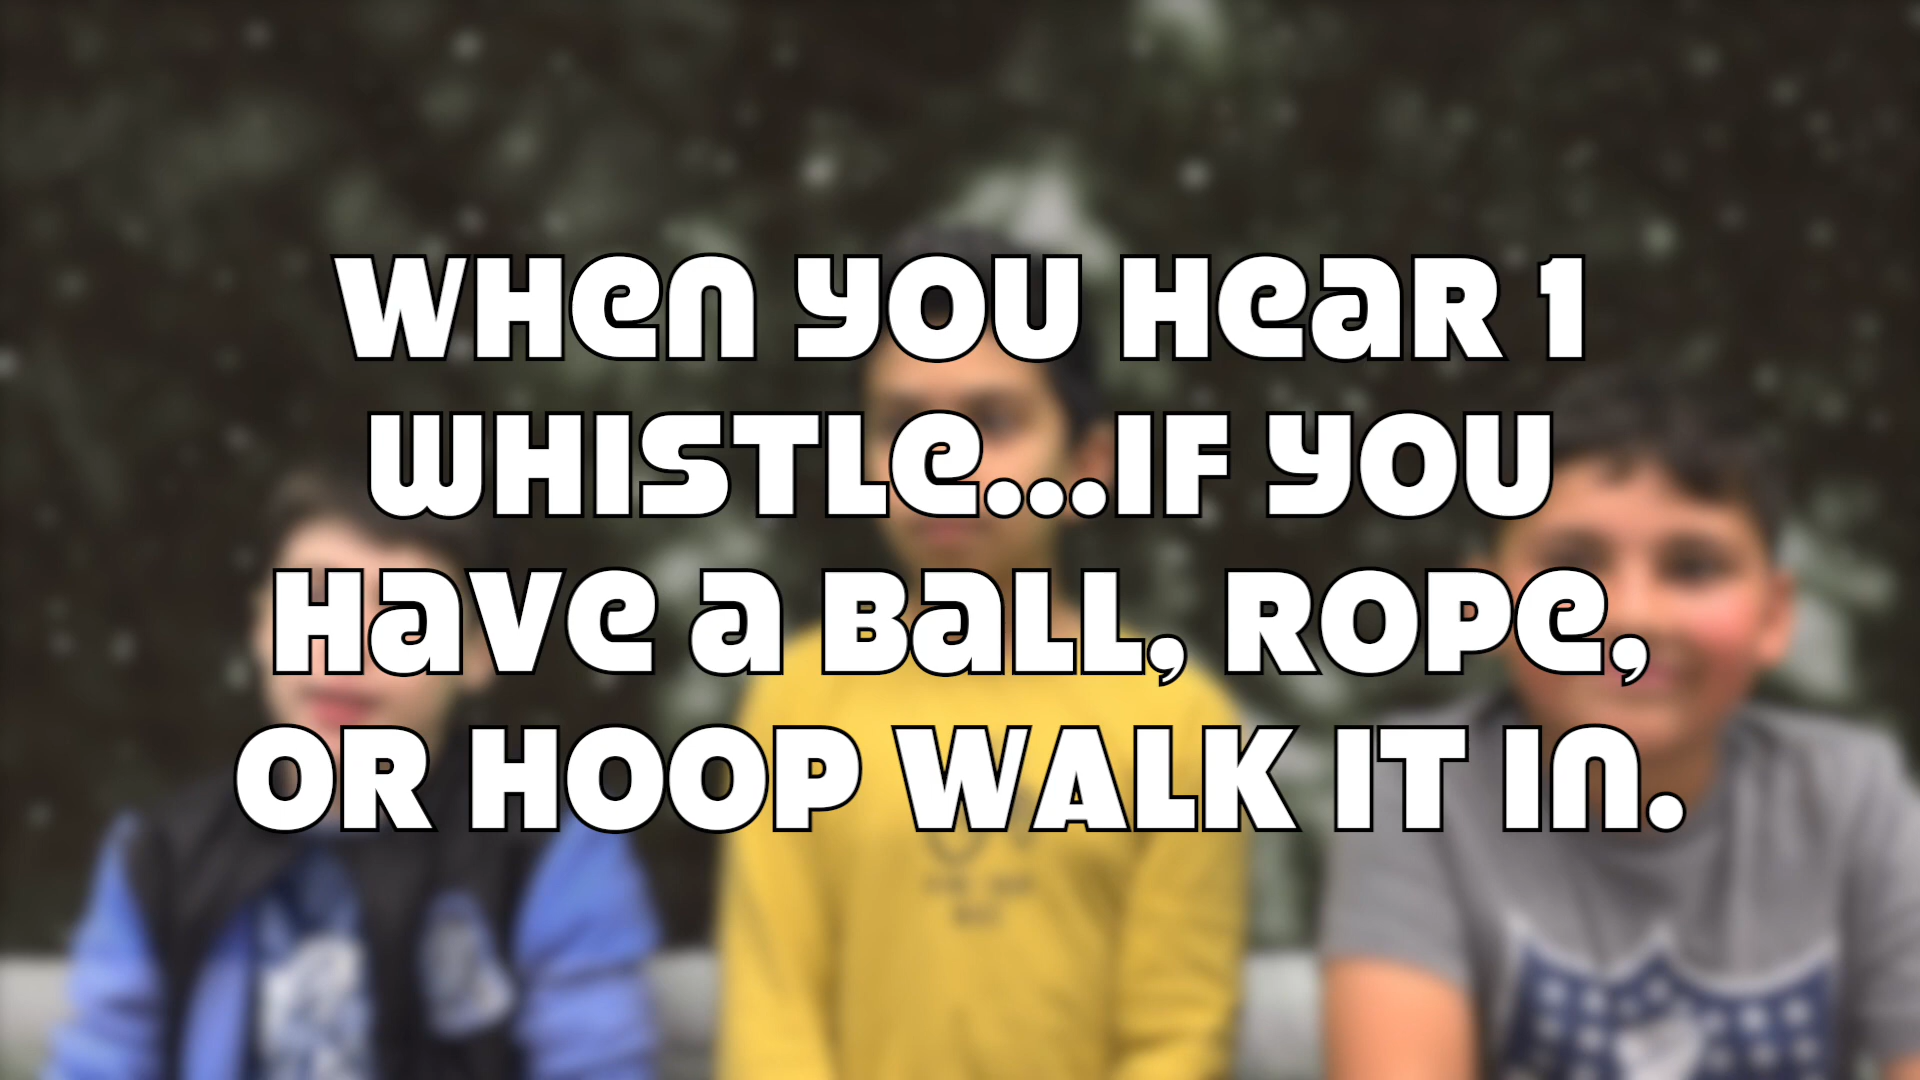 WHEN YOU HEAR 1
WHISTLE...IF YOU
HAVE A BALL, ROPE,
OR HOOP WALK IT IN.